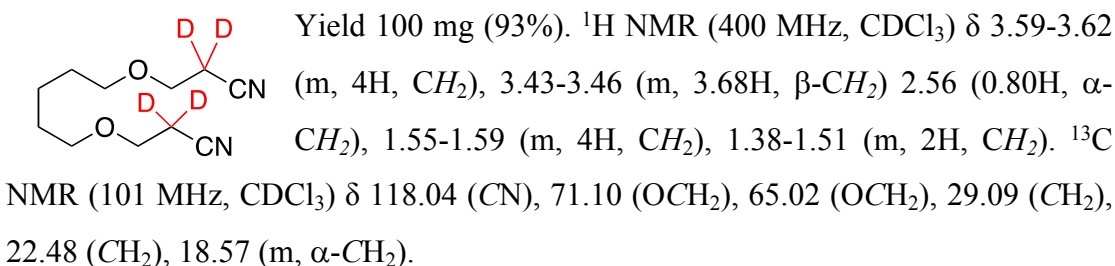 D D
O
CN
D D
O
CN
Yield 100 mg (93%). ¹H NMR (400 MHz, CDCl₃) δ 3.59-3.62
(m, 4H, CH₂), 3.43-3.46 (m, 3.68H, β-CH₂) 2.56 (0.80H, α-
CH₂), 1.55-1.59 (m, 4H, CH₂), 1.38-1.51 (m, 2H, CH₂). ¹³C
NMR (101 MHz, CDCl₃) δ 118.04 (CN), 71.10 (OCH₂), 65.02 (OCH₂), 29.09 (CH₂),
22.48 (CH₂), 18.57 (m, α-CH₂).